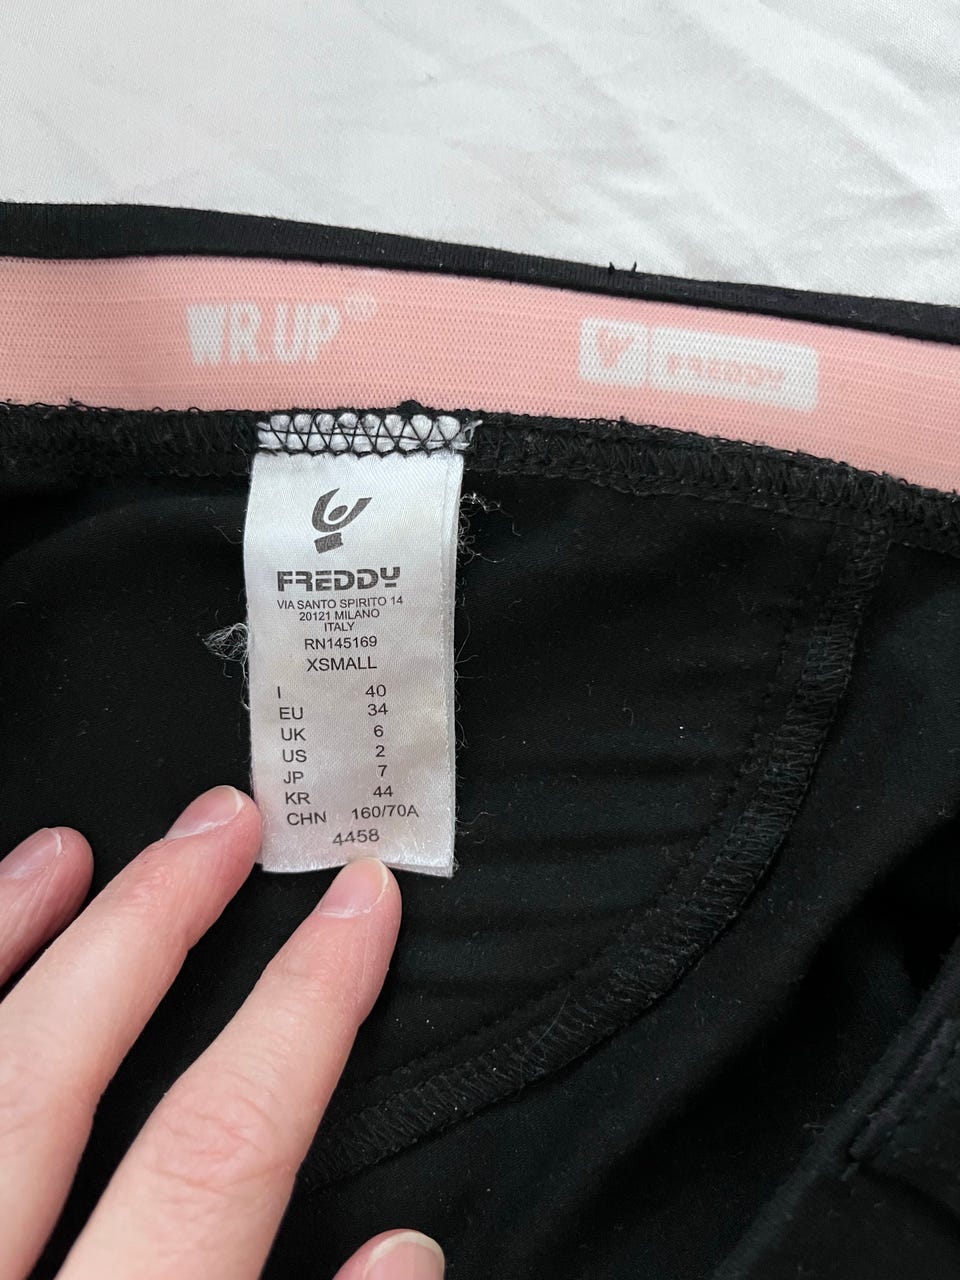 WR.UP®
FREDDY
FREDDY
VIA SANTO SPIRITO 14
20121 MILANO
ITALY
RN145169
XSMALL
I 40
EU 34
UK 6
US 2
JP 7
KR 44
CHN 160/70A
4458